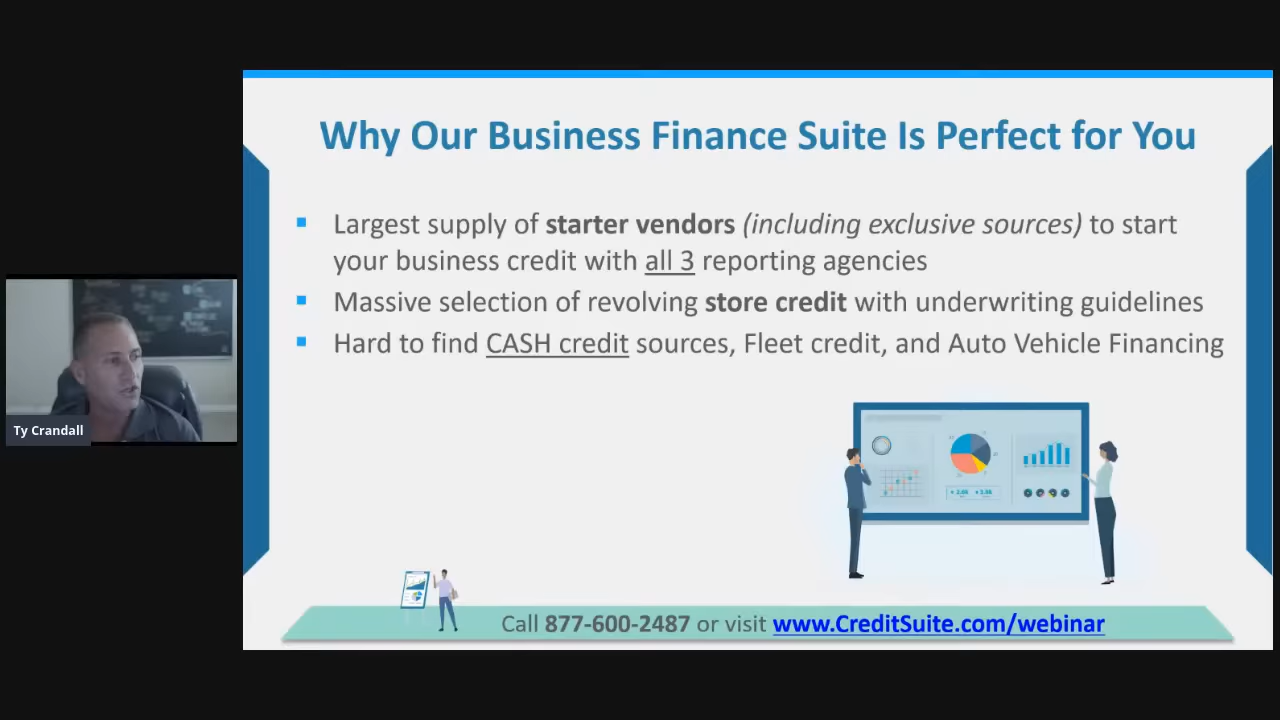 Why Our Business Finance Suite Is Perfect for You
▪ Largest supply of starter vendors (including exclusive sources) to start
your business credit with all 3 reporting agencies
▪ Massive selection of revolving store credit with underwriting guidelines
▪ Hard to find CASH credit sources, Fleet credit, and Auto Vehicle Financing
Ty Crandall
Call 877-600-2487 or visit www.CreditSuite.com/webinar